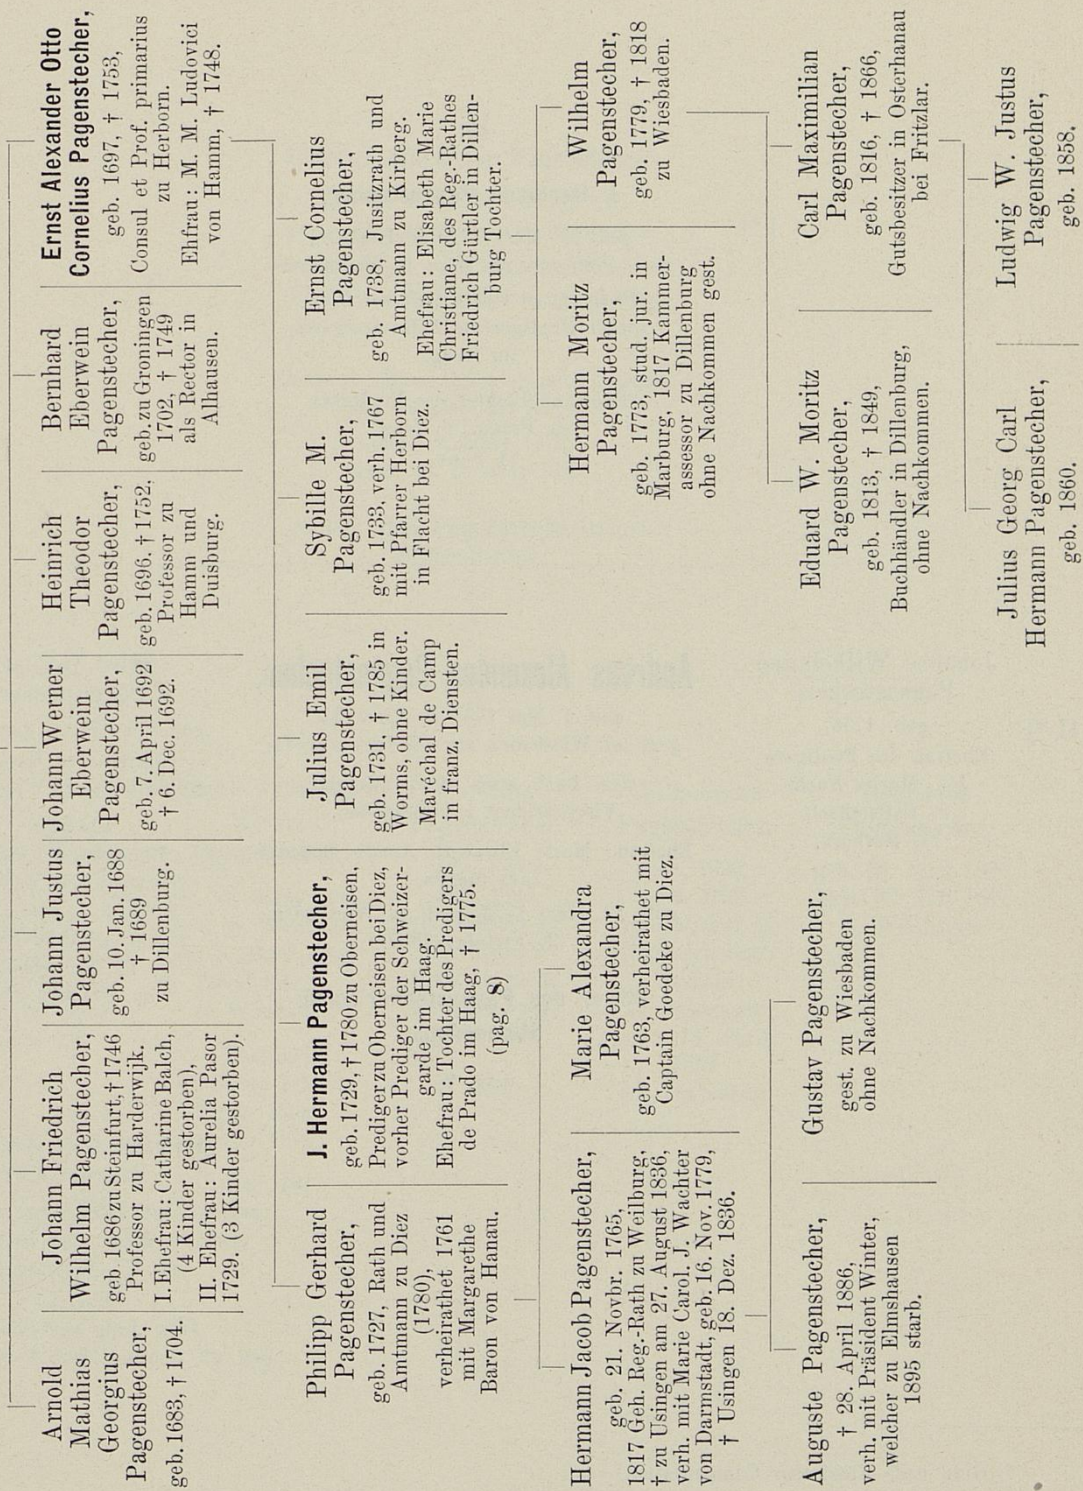 Arnold
Mathias
Georgius
Pagenstecher,
geb. 1683, † 1704.
Johann Friedrich
Wilhelm Pagenstecher,
geb. 1686 zu Steinfurt, † 1746
Professor zu Harderwijk.
I. Ehefrau: Catharine Balch,
(4 Kinder gestorben),
II. Ehefrau: Aurelia Pasor
1729. (3 Kinder gestorben).
Johann Justus
Pagenstecher,
geb. 10. Jan. 1688
† 1689
zu Dillenburg.
Johann Werner
Eberwein
Pagenstecher,
geb. 7. April 1692
† 6. Dec. 1692.
Heinrich
Theodor
Pagenstecher,
geb. 1696. † 1752.
Professor zu
Hamm und
Duisburg.
Bernhard
Eberwein
Pagenstecher,
geb. zu Groningen
1702, † 1749
als Rector in
Alhausen.
Ernst Alexander Otto
Cornelius Pagenstecher,
geb. 1697, † 1753,
Consul et Prof. primarius
zu Herborn.
Ehfrau: M. M. Ludovici
von Hamm, † 1748.
Philipp Gerhard
Pagenstecher,
geb. 1727, Rath und
Amtmann zu Diez
(1780),
verheirathet 1761
mit Margarethe
Baron von Hanau.
J. Hermann Pagenstecher,
geb. 1729, † 1780 zu Oberneisen,
Prediger zu Oberneisen bei Diez,
vorher Prediger der Schweizer-
garde im Haag.
Ehefrau: Tochter des Predigers
de Prado im Haag, † 1775.
(pag. 8)
Julius Emil
Pagenstecher,
geb. 1731, † 1785 in
Worms, ohne Kinder.
Maréchal de Camp
in franz. Diensten.
Sybille M.
Pagenstecher,
geb. 1733, verh. 1767
mit Pfarrer Herborn
in Flacht bei Diez.
Ernst Cornelius
Pagenstecher,
geb. 1738, Jusitzrath und
Amtmann zu Kirberg.
Ehefrau: Elisabeth Marie
Christiane, des Reg.-Rathes
Friedrich Gürtler in Dillen-
burg Tochter.
Hermann Jacob Pagenstecher,
geb. 21. Novbr. 1765,
1817 Geh. Reg.-Rath zu Weilburg,
† zu Usingen am 27. August 1836,
verh. mit Marie Carol. J. Wachter
von Darmstadt, geb. 16. Nov. 1779,
† Usingen 18. Dez. 1836.
Marie Alexandra
Pagenstecher,
geb. 1763, verheirathet mit
Captain Goedeke zu Diez.
Hermann Moritz
Pagenstecher,
geb. 1773, stud. jur. in
Marburg, 1817 Kammer-
assessor zu Dillenburg
ohne Nachkommen gest.
Wilhelm
Pagenstecher,
geb. 1779, † 1818
zu Wiesbaden.
Auguste Pagenstecher,
† 28. April 1886,
verh. mit Präsident Winter,
welcher zu Elmshausen
1895 starb.
Gustav Pagenstecher,
gest. zu Wiesbaden
ohne Nachkommen.
Eduard W. Moritz
Pagenstecher,
geb. 1813, † 1849,
Buchhändler in Dillenburg,
ohne Nachkommen.
Carl Maximilian
Pagenstecher,
geb. 1816, † 1866,
Gutsbesitzer in Osterhanau
bei Fritzlar.
Julius Georg Carl
Hermann Pagenstecher,
geb. 1860.
Ludwig W. Justus
Pagenstecher,
geb. 1858.